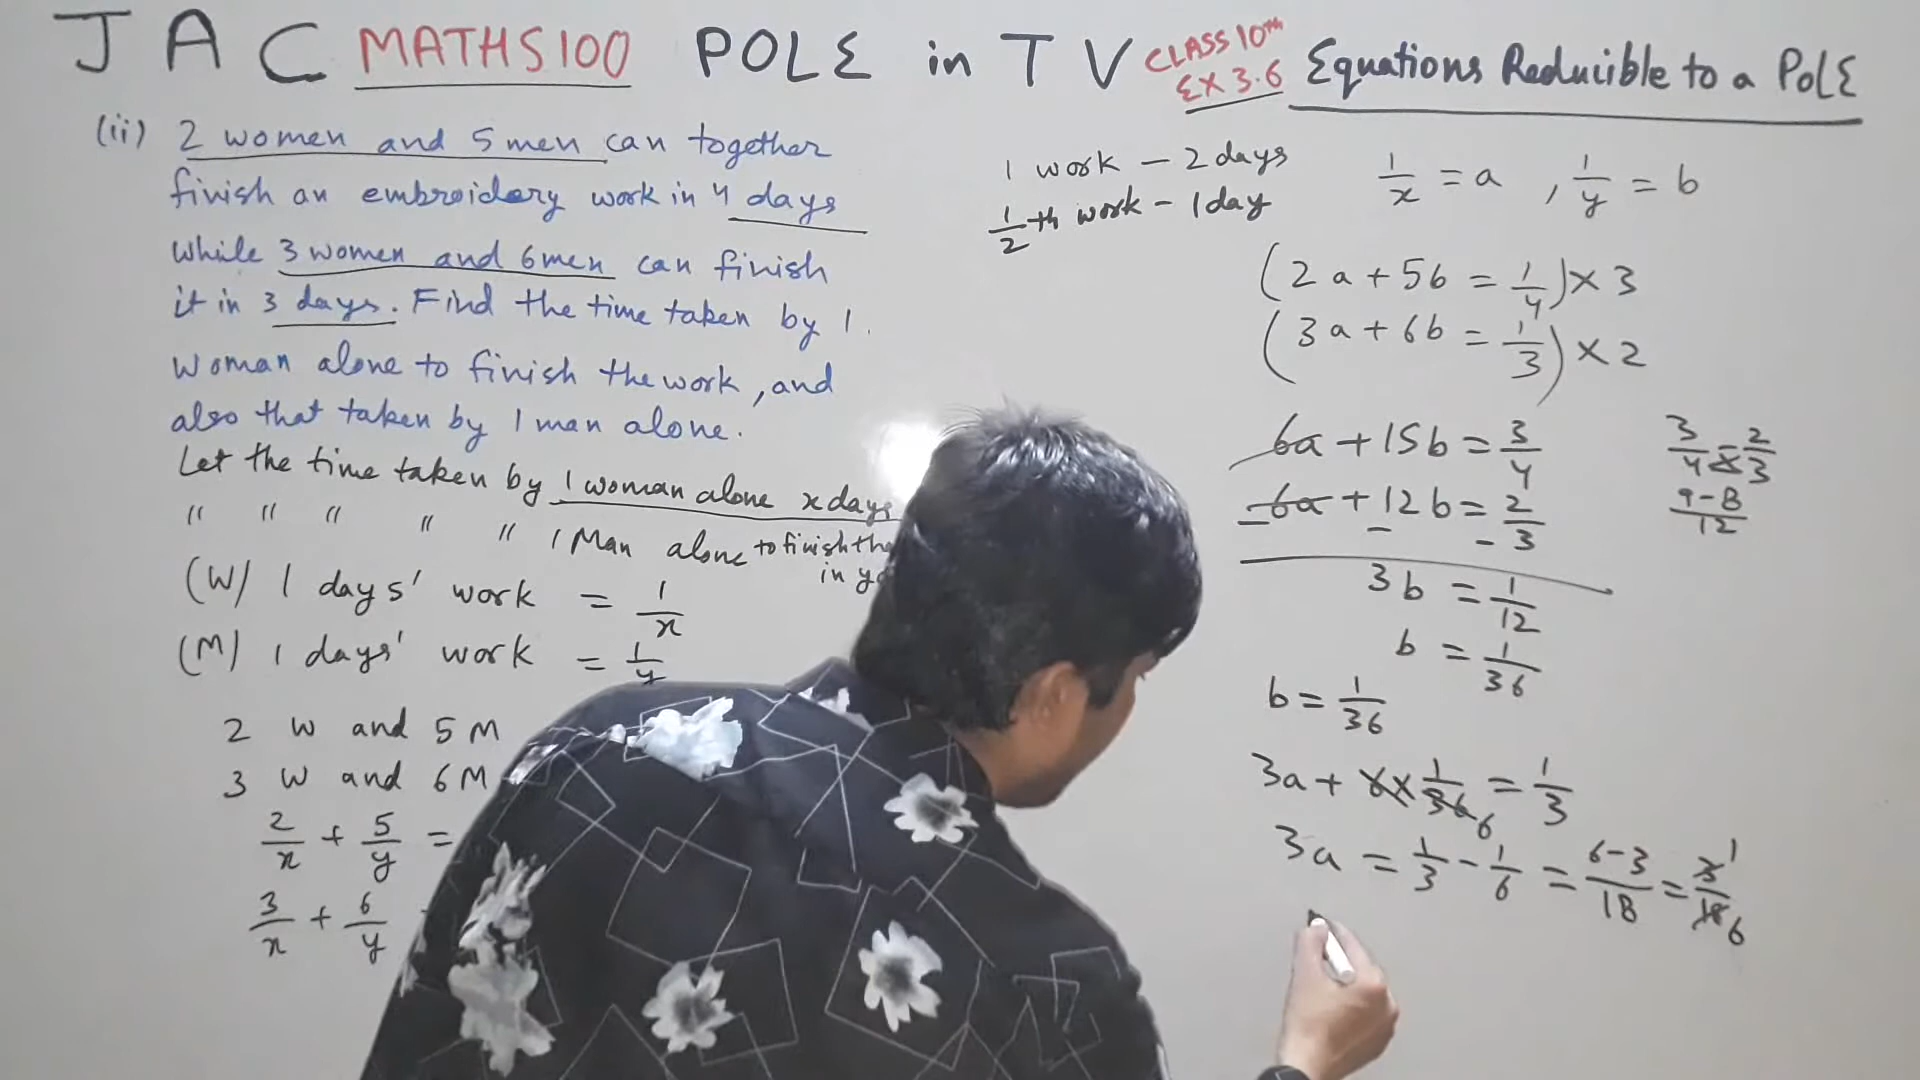 JAC MATHS100 POLE in TV CLASS 10th EX 3.6 Equations Reducible to a POLE
(ii) 2 women and 5 men can together
finish an embroidery work in 4 days
While 3 women and 6 men can finish
it in 3 days. Find the time taken by 1.
Woman alone to finish the work, and
also that taken by 1 man alone.
Let the time taken by 1 woman alone x days
" " " " " 1 Man alone to finish the
in y
(W) 1 days' work = 1/x
(M) 1 days' work = 1/y
2 W and 5 M
3 W and 6 M
2/x + 5/y =
3/x + 6/y
1 work - 2 days
1/2 th work - 1 day
1/x = a , 1/y = b
(2a + 5b = 1/4) × 3
(3a + 6b = 1/3) × 2
6a + 15b = 3/4
-6a + 12b = 2/3
- -
3/4 - 2/3
9-8/12
3b = 1/12
b = 1/36
b = 1/36
3a + 6 × 1/36 6 = 1/3
3a = 1/3 - 1/6 = 6-3/18 = 3 1/18 6